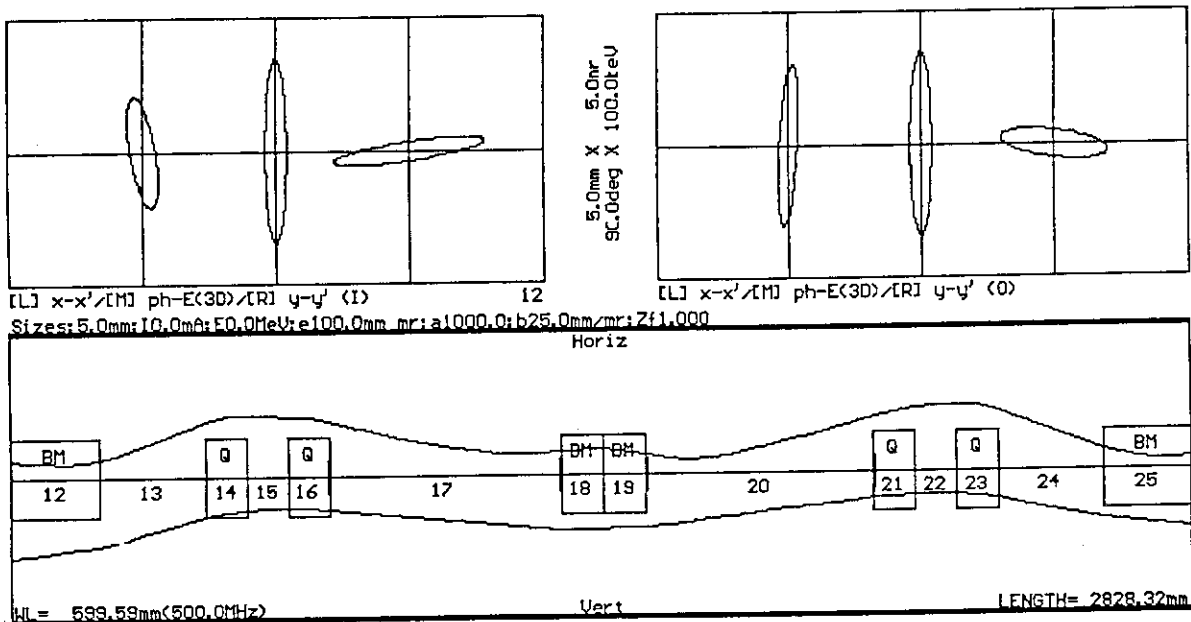 5.0mm X 5.0mr
90.0deg X 100.0keV
[L] x-x'/[M] ph-E(3D)/[R] y-y' (I) 12
[L] x-x'/[M] ph-E(3D)/[R] y-y' (O)
Sizes:5.0mm:I0.0mA:E0.0MeV:e100.0mm mr:a1000.0:b25.0mm/mr:Zf1.000
Horiz
BM Q Q BM BM Q Q BM
12 13 14 15 16 17 18 19 20 21 22 23 24 25
WL= 599.59mm(500.0MHz) Vert LENGTH= 2828.32mm